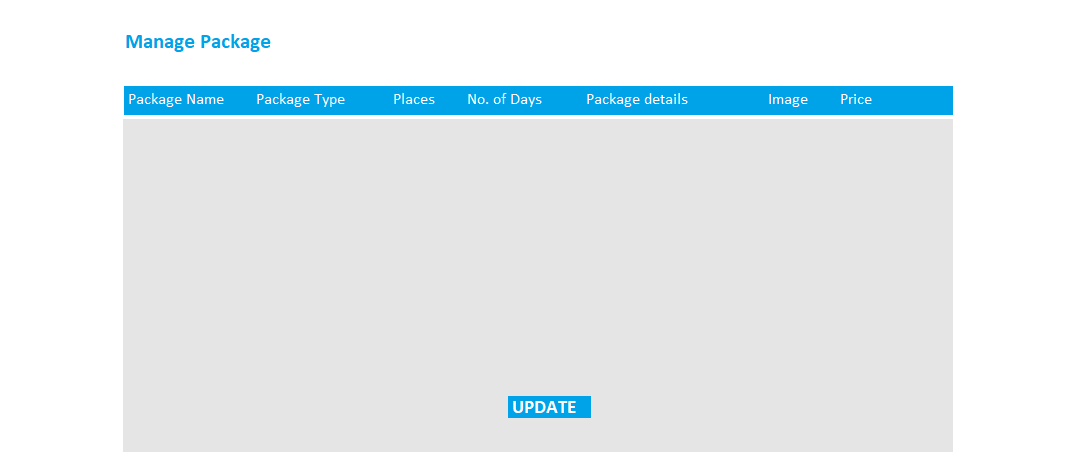 Manage Package
Package Name Package Type Places No. of Days Package details Image Price
UPDATE